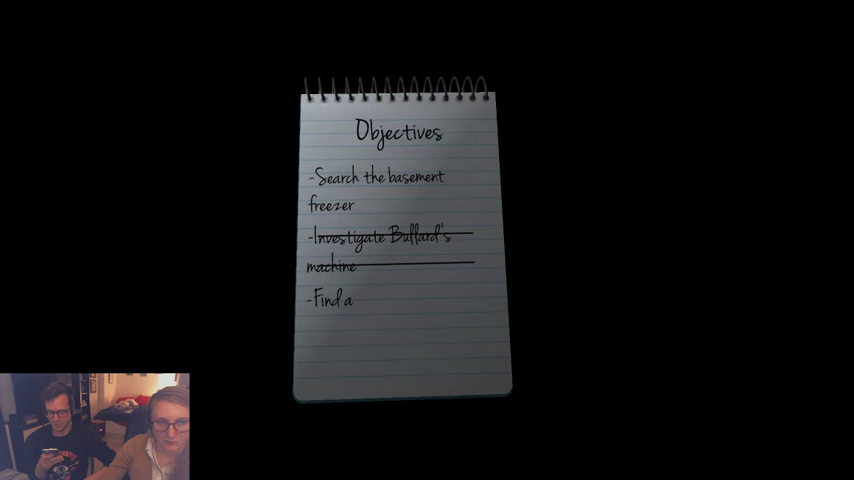 Objectives
-Search the basement
freezer
-Investigate Bullard's
machine
-Find a